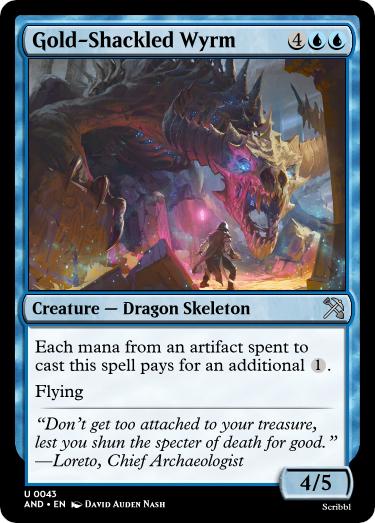 Gold-Shackled Wyrm 4
Creature — Dragon Skeleton
Each mana from an artifact spent to
cast this spell pays for an additional 1.
Flying
“Don't get too attached to your treasure,
lest you shun the specter of death for good.”
—Loreto, Chief Archaeologist
4/5
U 0043
AND • EN David Auden Nash
Scribbl